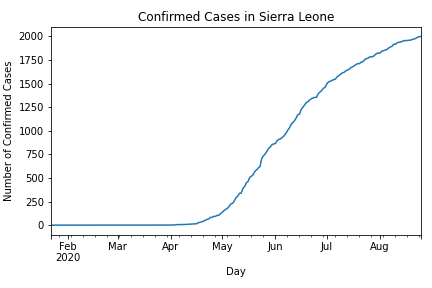 Confirmed Cases in Sierra Leone
Number of Confirmed Cases
2000
1750
1500
1250
1000
750
500
250
0
Feb Mar Apr May Jun Jul Aug
2020
Day